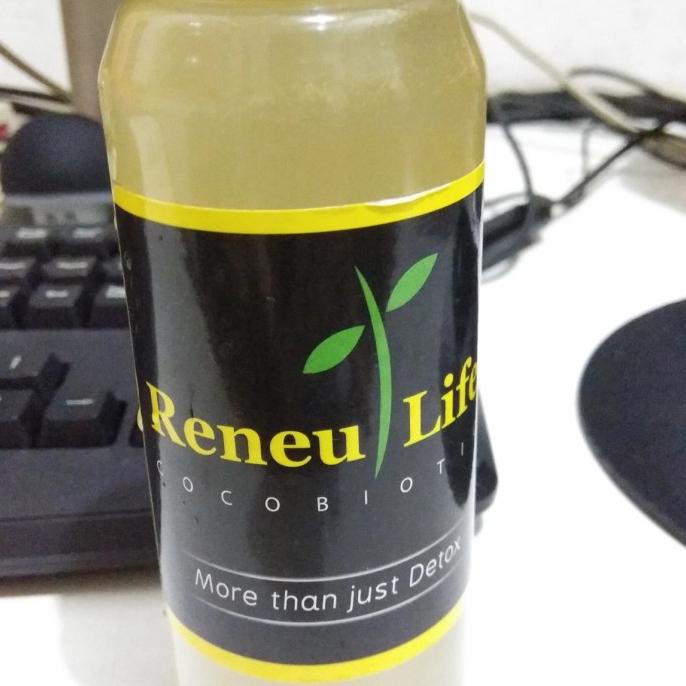 Reneu Life
COCOBIOTI
More than just Detox